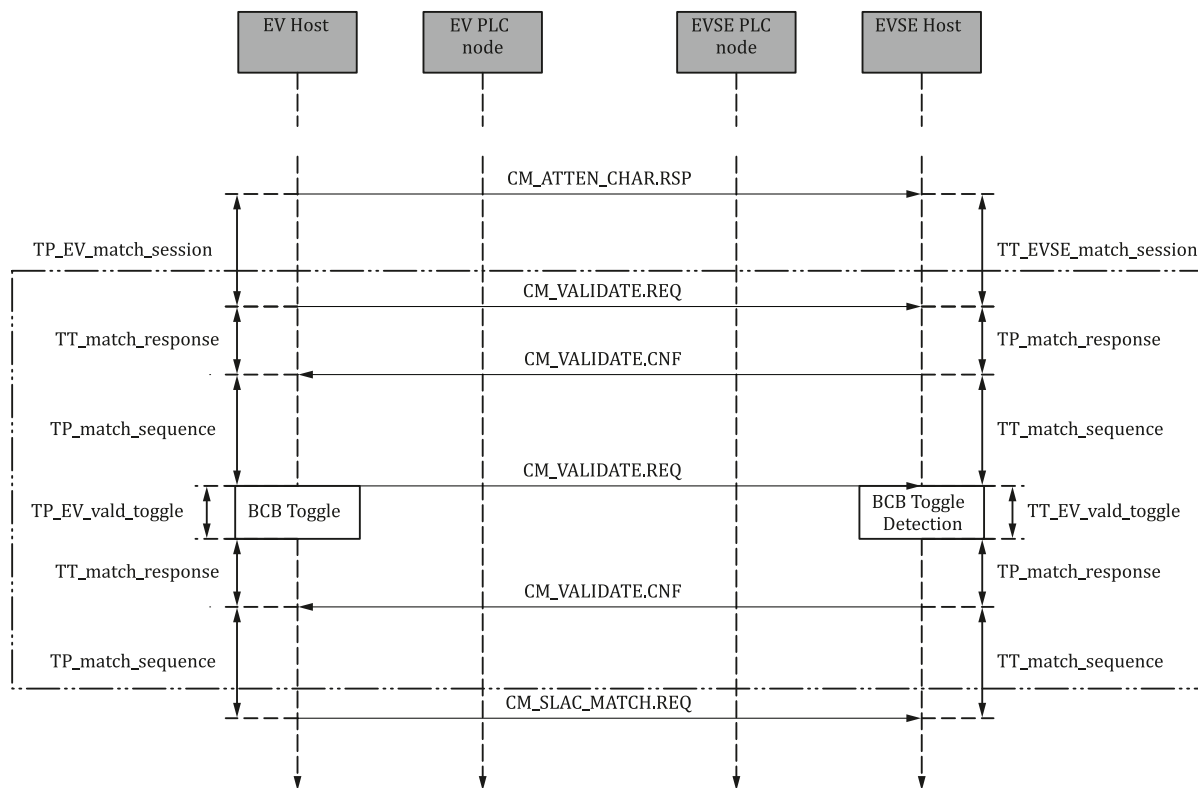 EV Host
EV PLC
node
EVSE PLC
node
EVSE Host
CM_ATTEN_CHAR.RSP
TP_EV_match_session
TT_EVSE_match_session
CM_VALIDATE.REQ
TT_match_response
TP_match_response
CM_VALIDATE.CNF
TP_match_sequence
TT_match_sequence
CM_VALIDATE.REQ
TP_EV_vald_toggle
BCB Toggle
BCB Toggle
Detection
TT_EV_vald_toggle
TT_match_response
TP_match_response
CM_VALIDATE.CNF
TP_match_sequence
TT_match_sequence
CM_SLAC_MATCH.REQ